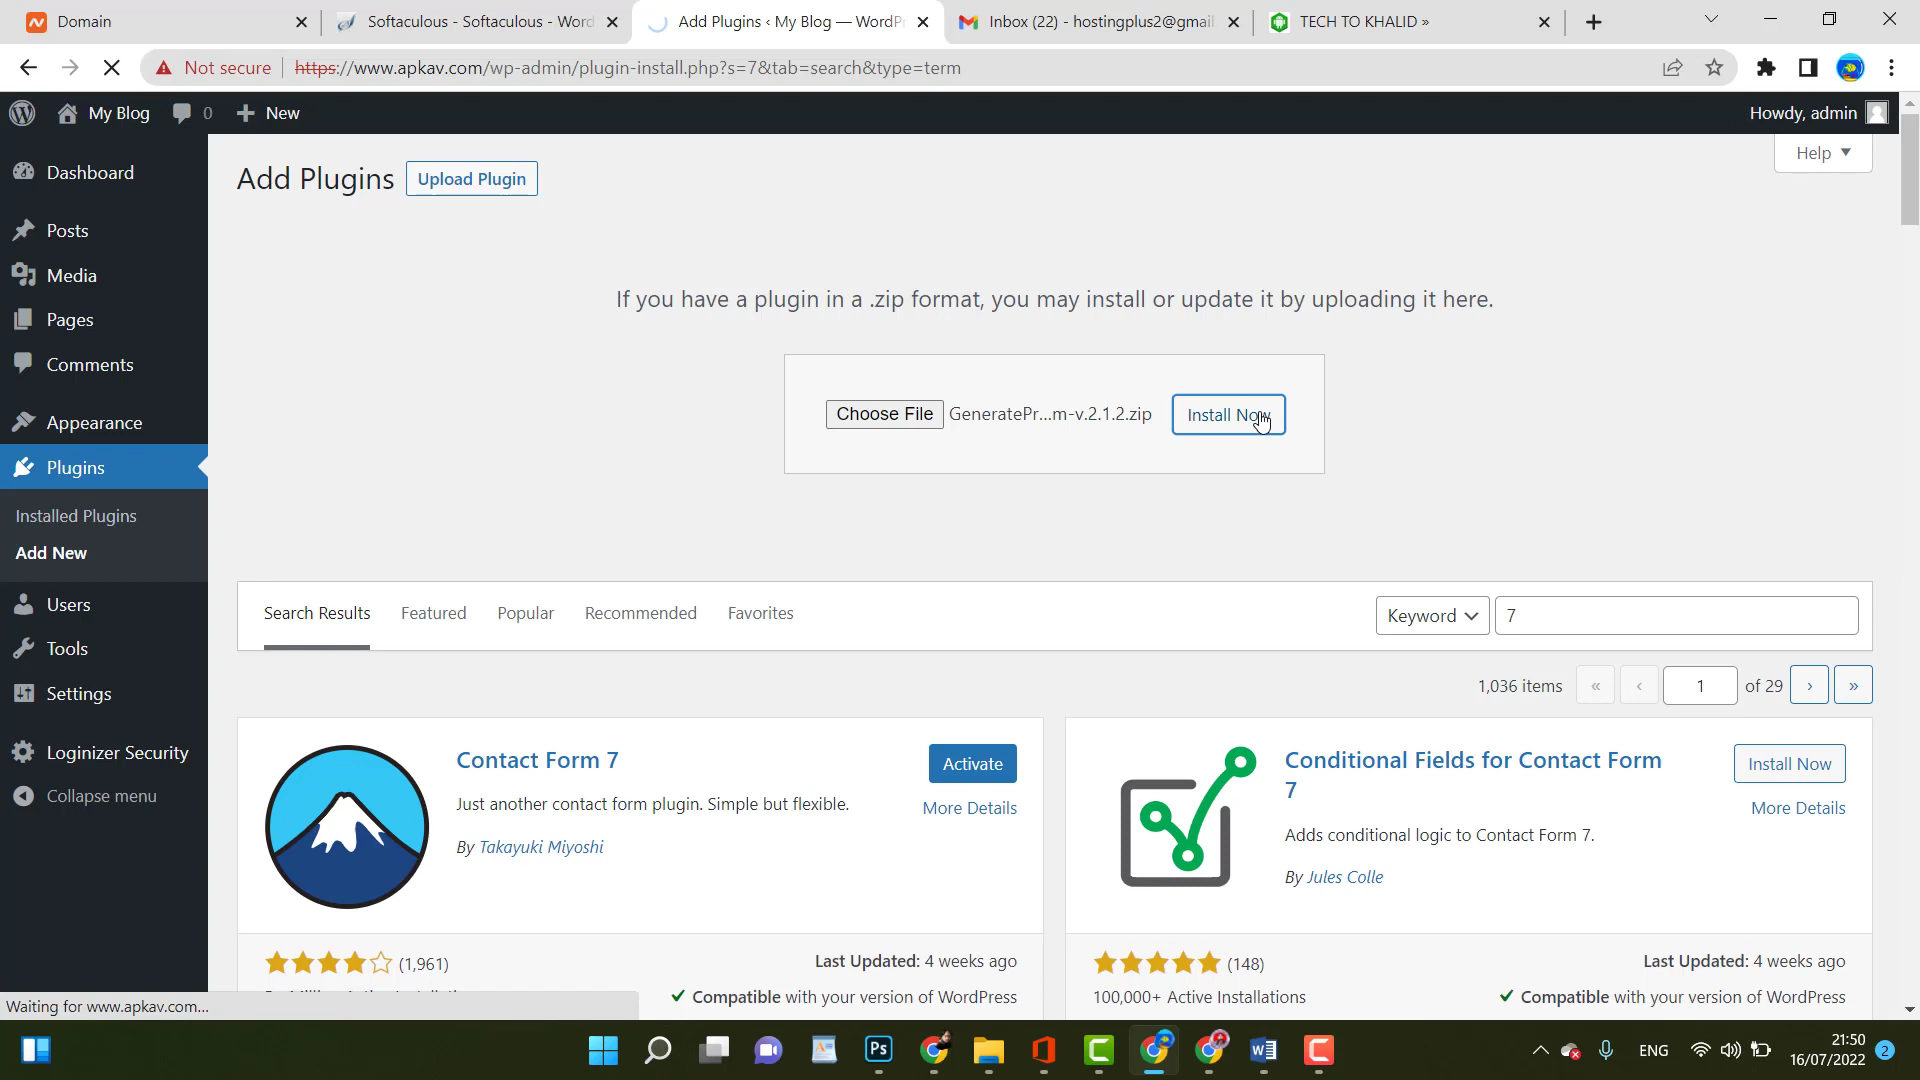 Domain
Softaculous - Softaculous - Word
Add Plugins ‹ My Blog — WordPr
Inbox (22) - hostingplus2@gmail
TECH TO KHALID »
Not secure
https://www.apkav.com/wp-admin/plugin-install.php?s=7&tab=search&type=term
My Blog
0
New
Howdy, admin
Help
Dashboard
Posts
Media
Pages
Comments
Appearance
Plugins
Installed Plugins
Add New
Users
Tools
Settings
Loginizer Security
Collapse menu
Add Plugins
Upload Plugin
If you have a plugin in a .zip format, you may install or update it by uploading it here.
Choose File GeneratePr...m-v.2.1.2.zip
Install Now
Search Results Featured Popular Recommended Favorites
Keyword
7
1,036 items « ‹ 1 of 29 › »
Contact Form 7
Activate
More Details
Just another contact form plugin. Simple but flexible.
By Takayuki Miyoshi
(1,961)
Last Updated: 4 weeks ago
Compatible with your version of WordPress
Conditional Fields for Contact Form
7
Install Now
More Details
Adds conditional logic to Contact Form 7.
By Jules Colle
(148)
Last Updated: 4 weeks ago
100,000+ Active Installations
Compatible with your version of WordPress
Waiting for www.apkav.com...
Ps
ENG
21:50
16/07/2022
2